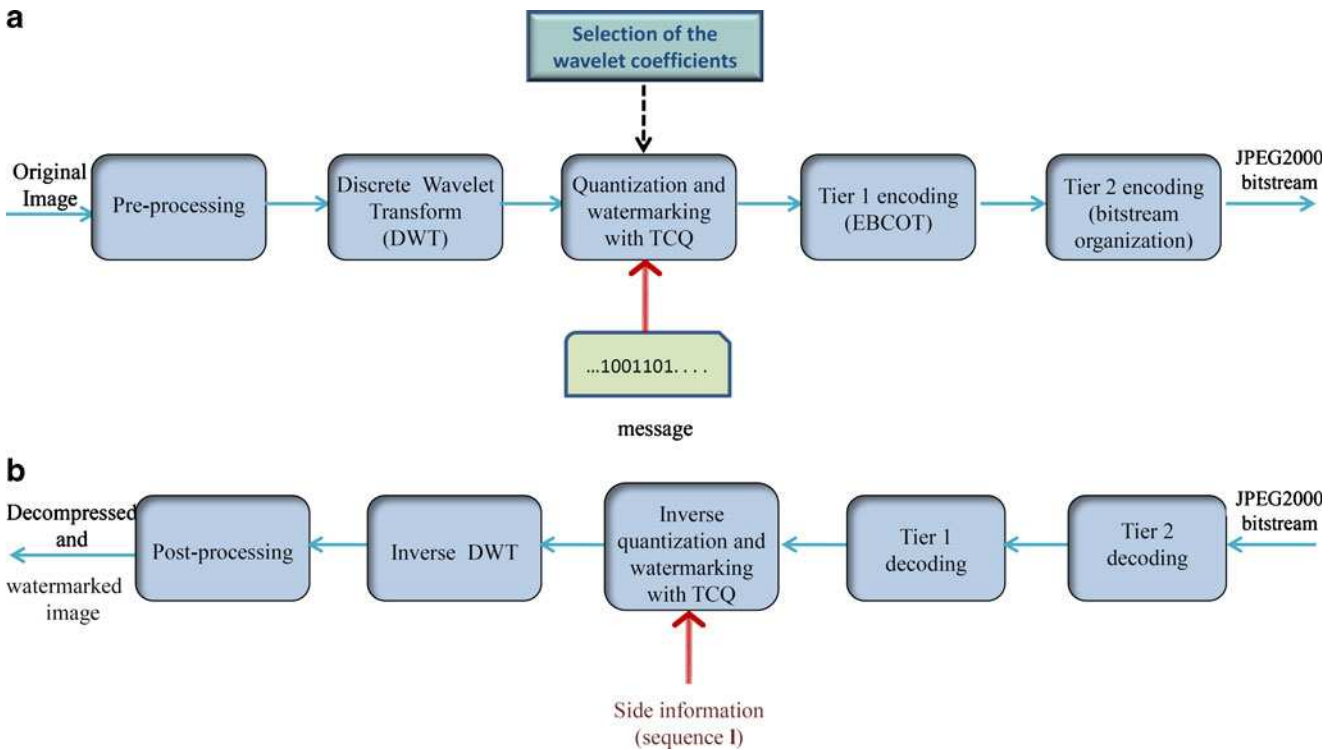 a
Selection of the
wavelet coefficients
Original
Image
Pre-processing
Discrete Wavelet
Transform
(DWT)
Quantization and
watermarking
with TCQ
Tier 1 encoding
(EBCOT)
Tier 2 encoding
(bitstream
organization)
JPEG2000
bitstream
...1001101. . . .
message
b
Decompressed
and
watermarked
image
Post-processing
Inverse DWT
Inverse
quantization and
watermarking
with TCQ
Tier 1
decoding
Tier 2
decoding
JPEG2000
bitstream
Side information
(sequence l)